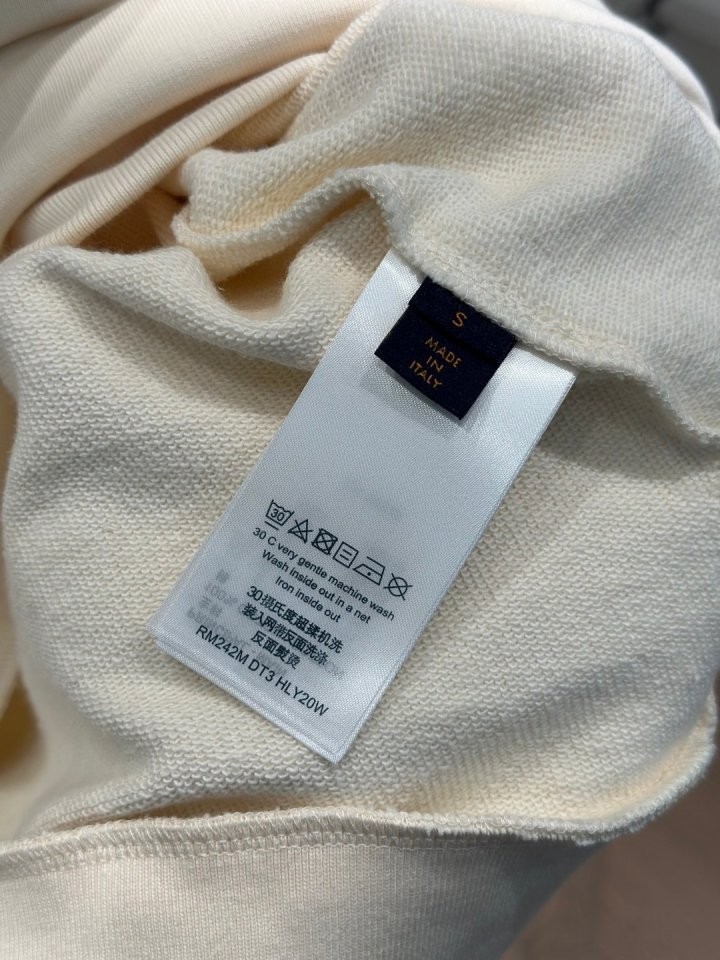 S
MADE
IN
ITALY
30
30 C very gentle machine wash
Wash inside out in a net
Iron inside out
30摄氏度超揉机洗
装入网袋反面洗涤
反面熨烫
RM242M DT3 HLY20W